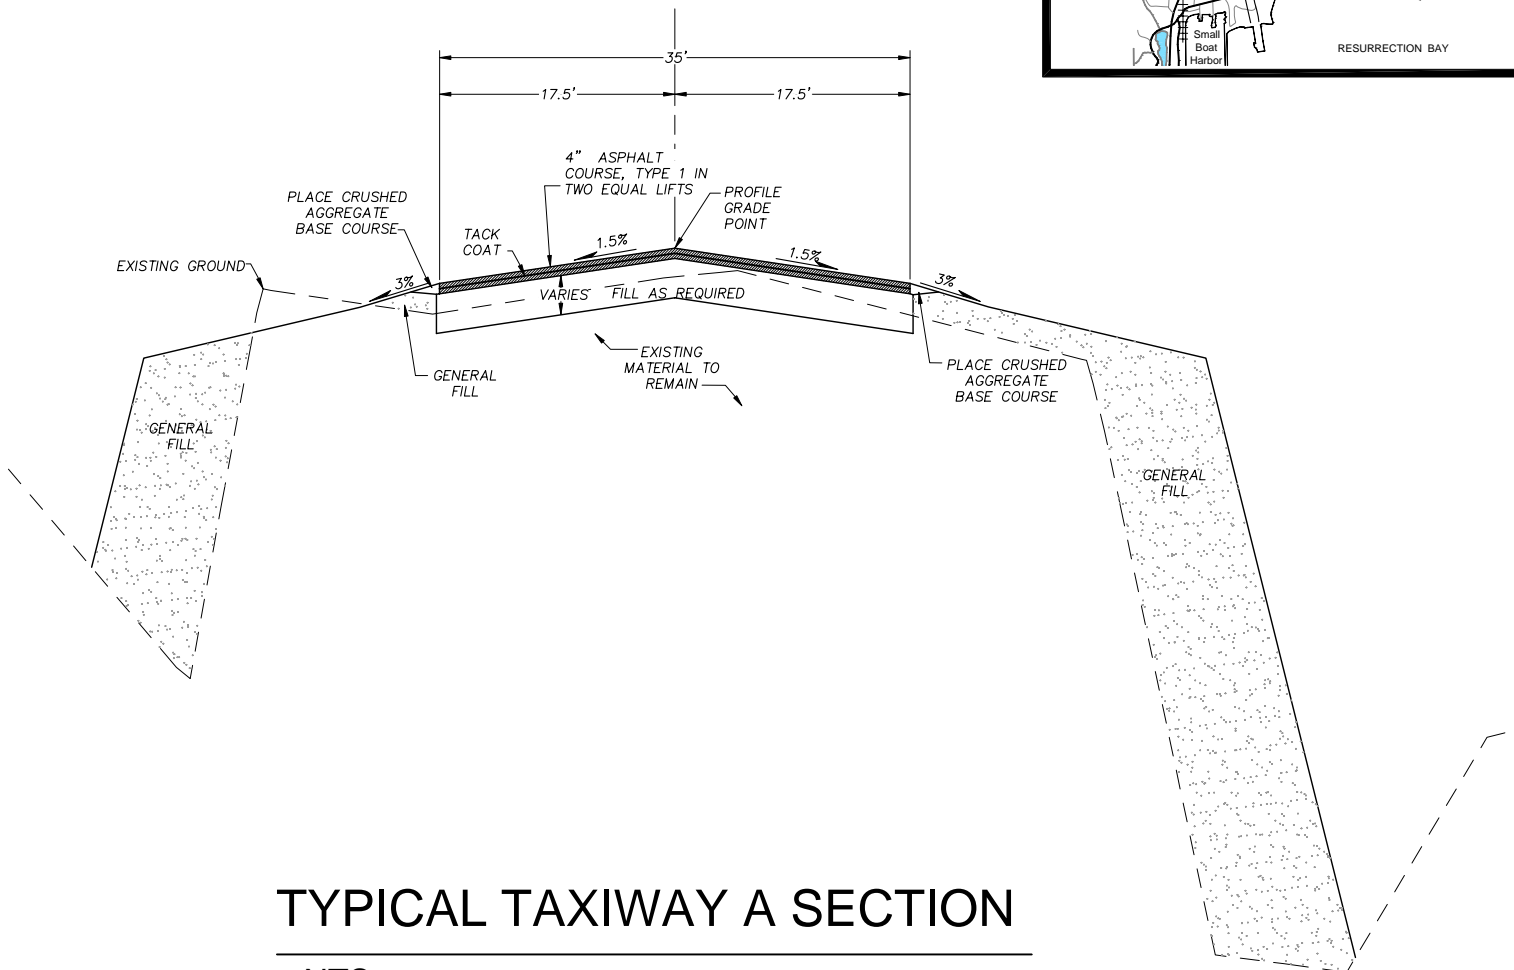 Small
Boat
Harbor
RESURRECTION BAY
35'
17.5'
17.5'
4" ASPHALT
COURSE, TYPE 1 IN
TWO EQUAL LIFTS
PROFILE
GRADE
POINT
PLACE CRUSHED
AGGREGATE
BASE COURSE
TACK
COAT
1.5%
1.5%
EXISTING GROUND
3%
3%
VARIES
FILL AS REQUIRED
EXISTING
MATERIAL TO
REMAIN
GENERAL
FILL
PLACE CRUSHED
AGGREGATE
BASE COURSE
GENERAL
FILL
GENERAL
FILL
TYPICAL TAXIWAY A SECTION
NTS